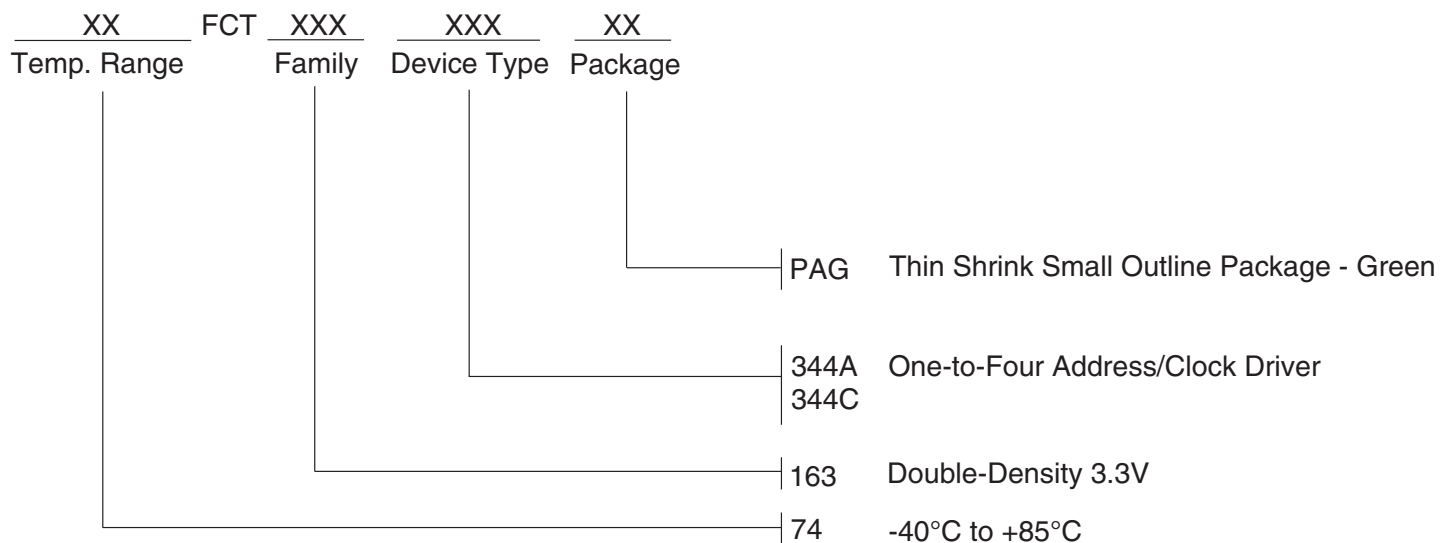 XX FCT XXX XXX XX
Temp. Range Family Device Type Package
PAG Thin Shrink Small Outline Package - Green
344A One-to-Four Address/Clock Driver
344C
163 Double-Density 3.3V
74 -40°C to +85°C